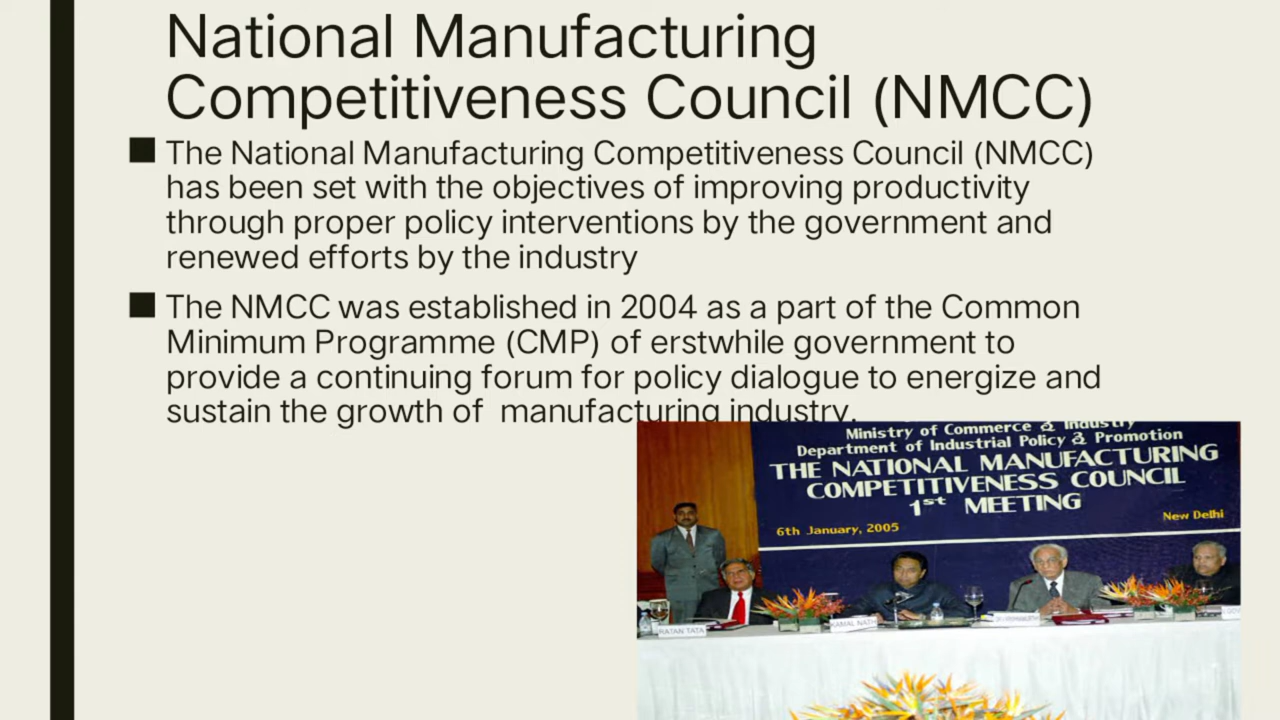 National Manufacturing
Competitiveness Council (NMCC)
The National Manufacturing Competitiveness Council (NMCC)
has been set with the objectives of improving productivity
through proper policy interventions by the government and
renewed efforts by the industry
The NMCC was established in 2004 as a part of the Common
Minimum Programme (CMP) of erstwhile government to
provide a continuing forum for policy dialogue to energize and
sustain the growth of manufacturing industry.
Ministry of Commerce & Industry
Department of Industrial Policy & Promotion
THE NATIONAL MANUFACTURING
COMPETITIVENESS COUNCIL
1st MEETING
6th January, 2005
New Delhi
RATAN TATA
KAMAL NATH